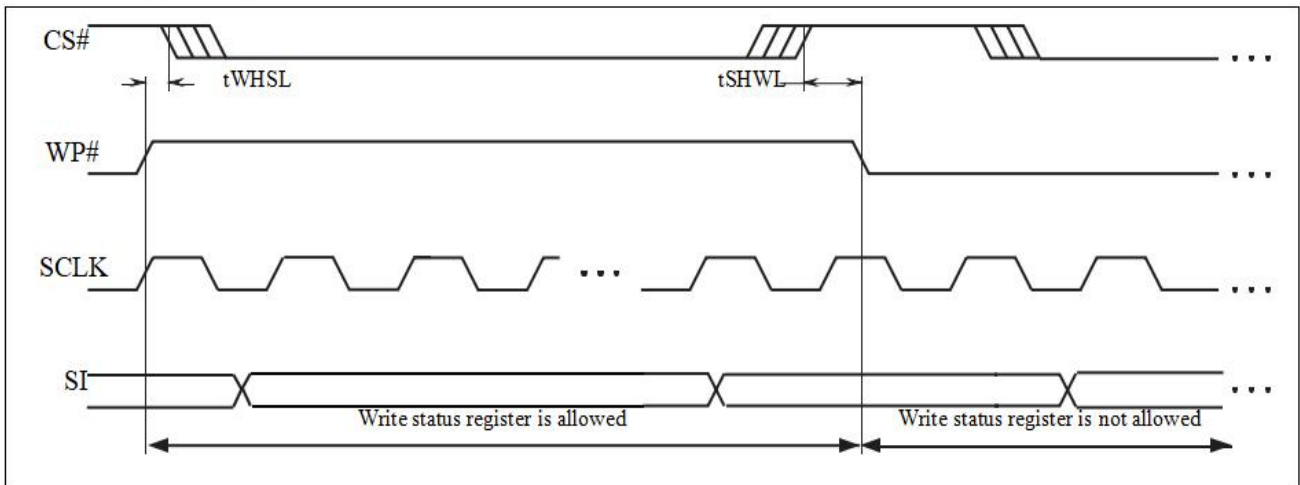 CS#
tWHSL
tSHWL
WP#
SCLK
SI
Write status register is allowed
Write status register is not allowed